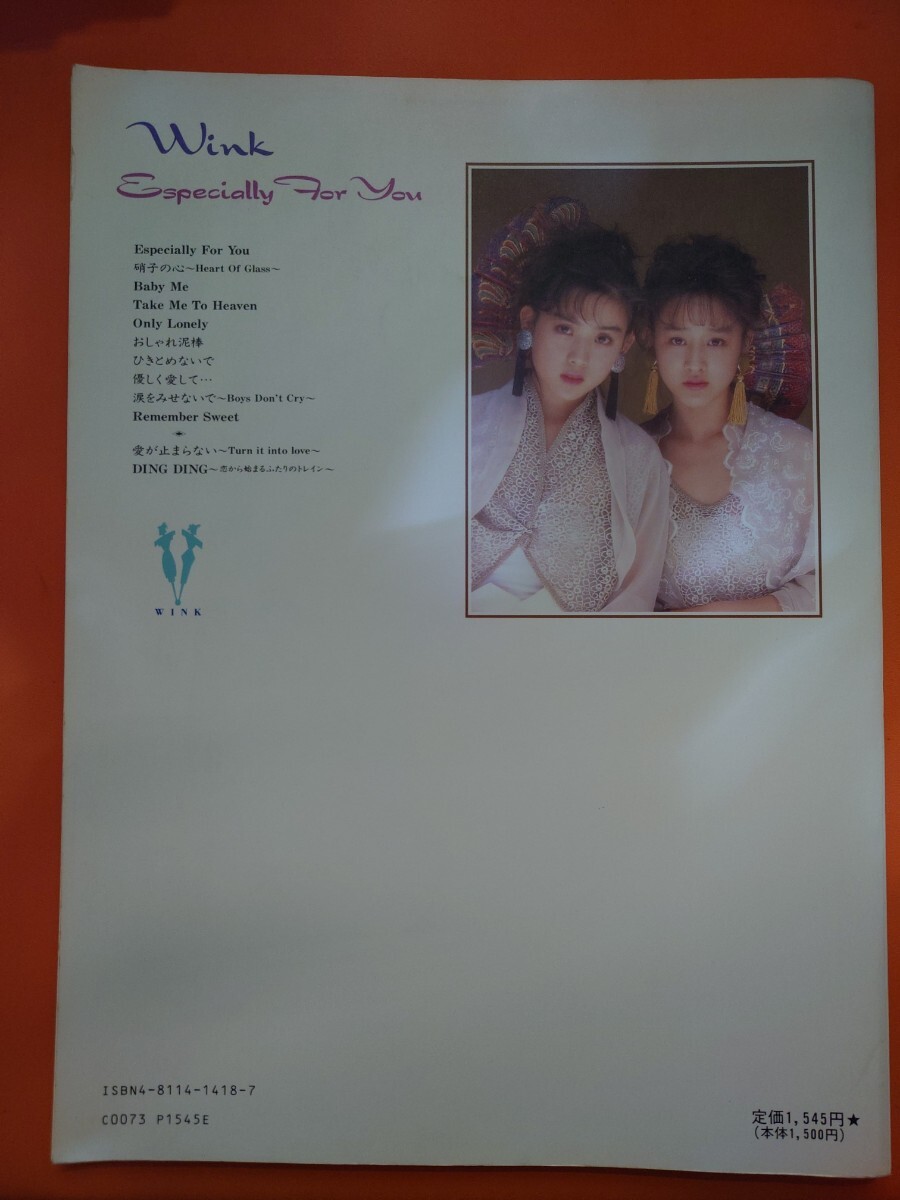 Wink
Especially For You
Especially For You
硝子の心〜Heart Of Glass〜
Baby Me
Take Me To Heaven
Only Lonely
おしゃれ泥棒
ひきとめないで
優しく愛して…
涙をみせないで〜Boys Don't Cry〜
Remember Sweet
愛が止まらない〜Turn it into love〜
DING DING〜恋から始まるふたりのトレイン〜
WINK
ISBN4-8114-1418-7
C0073 P1545E
定価1,545円★
(本体1,500円)